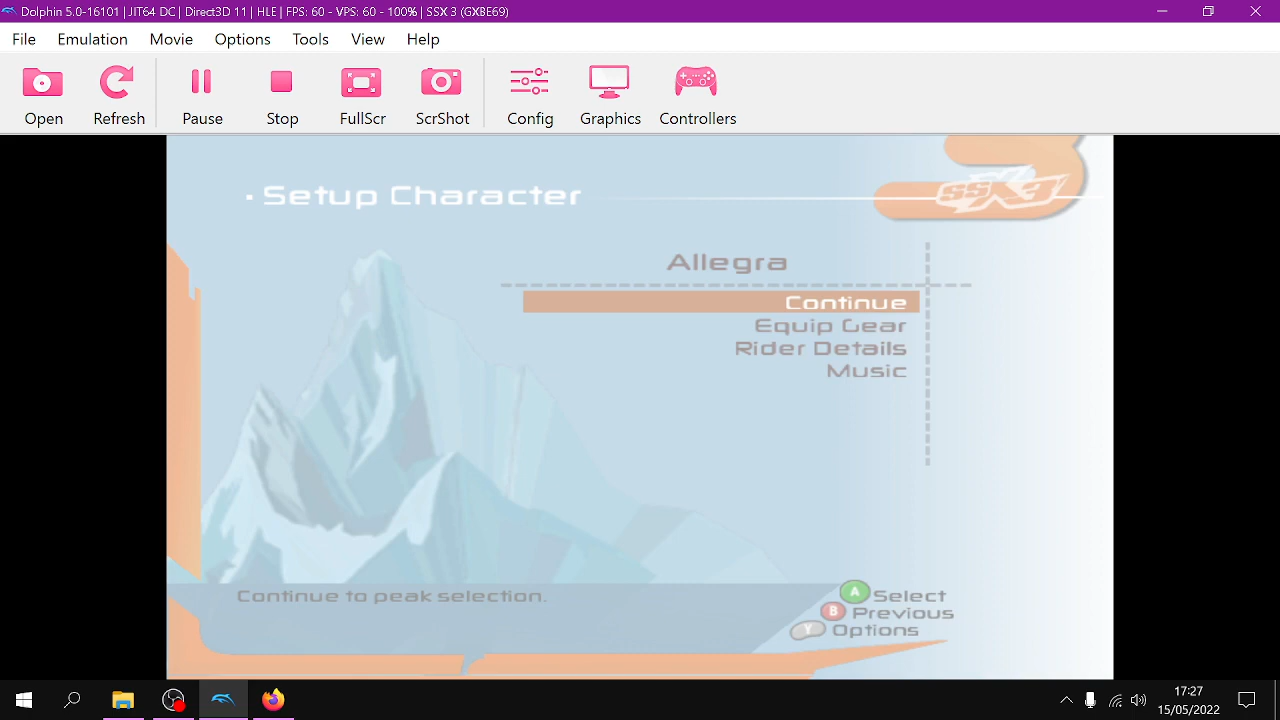 Dolphin 5.0-16101 | JIT64 DC | Direct3D 11 | HLE | FPS: 60 - VPS: 60 - 100% | SSX 3 (GXBE69)
File Emulation Movie Options Tools View Help
Open Refresh Pause Stop FullScr ScrShot Config Graphics Controllers
SSX3
Setup Character
Allegra
Continue
Equip Gear
Rider Details
Music
Continue to peak selection.
A Select
B Previous
Y Options
17:27
15/05/2022